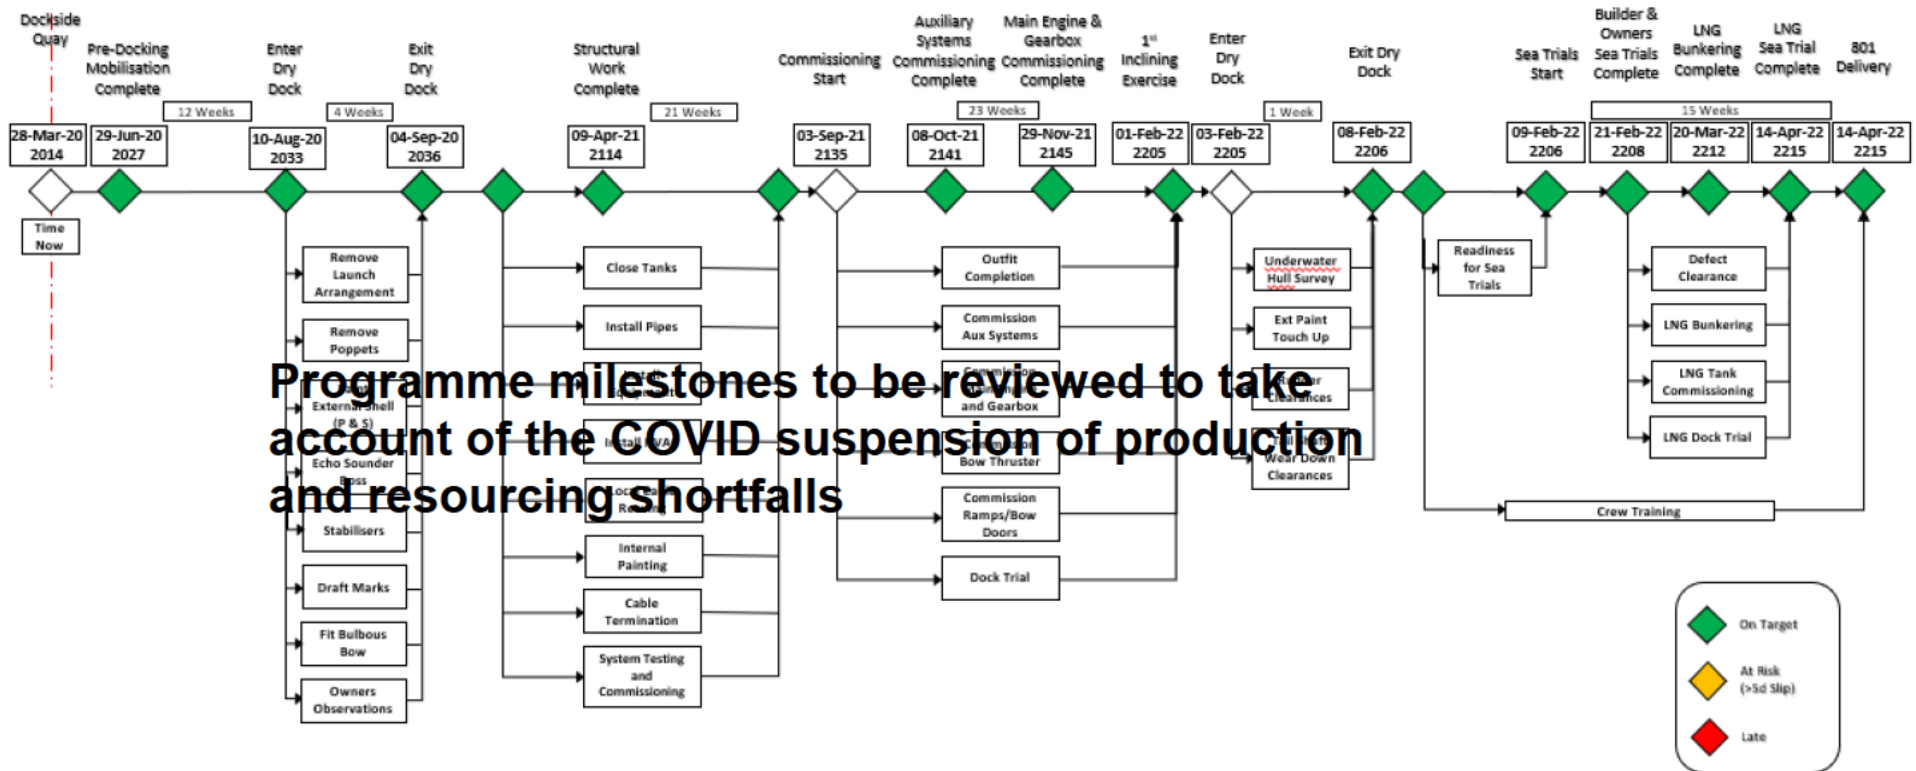 Dockside
Quay
Pre-Docking
Mobilisation
Complete
Enter
Dry
Dock
Exit
Dry
Dock
Structural
Work
Complete
Commissioning
Start
Auxiliary
Systems
Commissioning
Complete
Main Engine &
Gearbox
Commissioning
Complete
1st
Inclining
Exercise
Enter
Dry
Dock
Exit Dry
Dock
Sea Trials
Start
Builder &
Owners
Sea Trials
Complete
LNG
Bunkering
Complete
LNG
Sea Trial
Complete
801
Delivery
12 Weeks
4 Weeks
21 Weeks
23 Weeks
1 Week
15 Weeks
28-Mar-20
2014
29-Jun-20
2027
10-Aug-20
2033
04-Sep-20
2036
09-Apr-21
2114
03-Sep-21
2135
08-Oct-21
2141
29-Nov-21
2145
01-Feb-22
2205
03-Feb-22
2205
08-Feb-22
2206
09-Feb-22
2206
21-Feb-22
2208
20-Mar-22
2212
14-Apr-22
2215
14-Apr-22
2215
Time
Now
Remove
Launch
Arrangement
Remove
Poppets
External Shell
(P & S)
Echo Sounder
Boss
Stabilisers
Draft Marks
Fit Bulbous
Bow
Owners
Observations
Close Tanks
Install Pipes
Install
Internal
Painting
Cable
Termination
System Testing
and
Commissioning
Outfit
Completion
Commission
Aux Systems
Commission
and Gearbox
Commission
Bow Thruster
Commission
Ramps/Bow
Doors
Dock Trial
Underwater
Hull Survey
Ext Paint
Touch Up
Clearances
Wear Down
Clearances
Readiness
for Sea
Trials
Defect
Clearance
LNG Bunkering
LNG Tank
Commissioning
LNG Dock Trial
Crew Training
Programme milestones to be reviewed to take
account of the COVID suspension of production
and resourcing shortfalls
On Target
At Risk
(>5d Slip)
Late